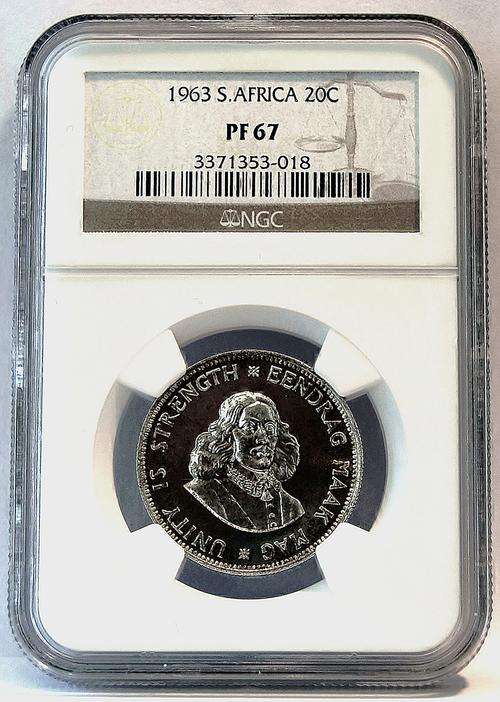 1963 S.AFRICA 20C
PF 67
3371353-018
NGC
UNITY IS STRENGTH ※ EENDRAG MAAK MAG ※